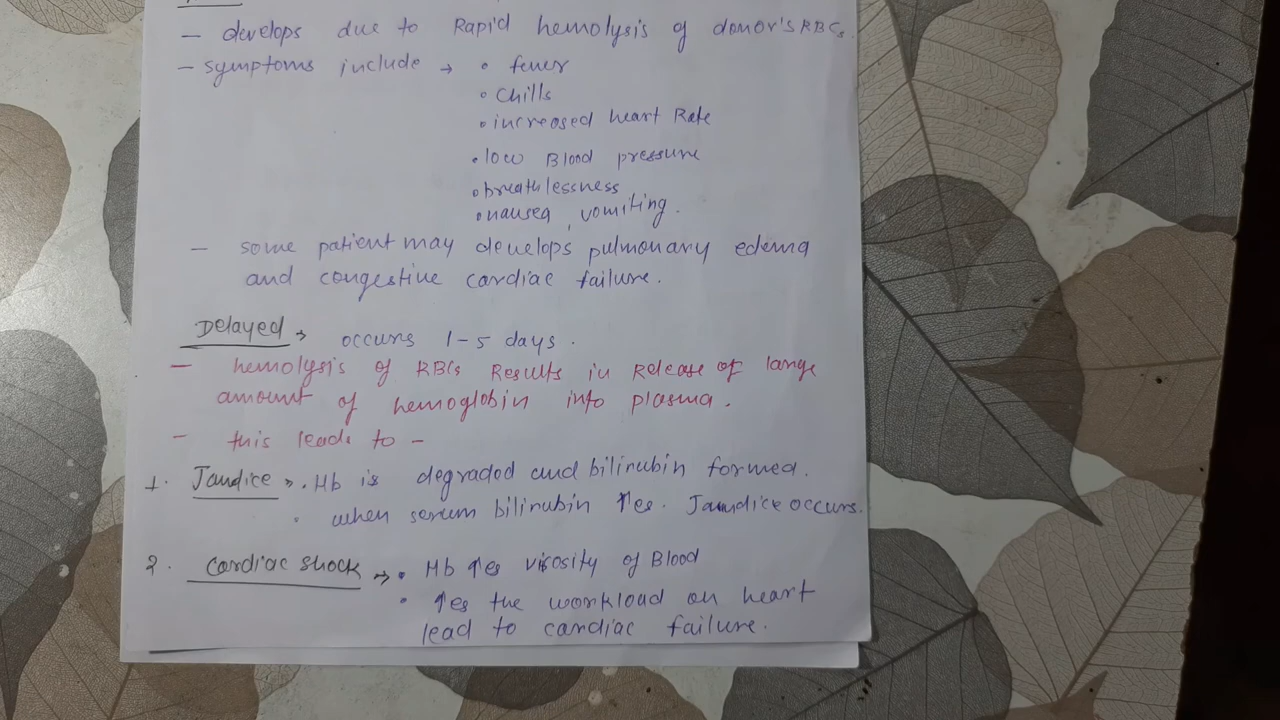 - develops due to Rapid hemolysis of donor's RBCs.
- symptoms include → • fever
• chills
• increased heart Rate
• low Blood pressure
• breathlessness
• nausea, vomiting.
- some patient may develops pulmonary edema
and congestive cardiac failure.
Delayed → occurs 1-5 days.
- hemolysis of RBCs Results in Release of large
amount of hemoglobin into plasma.
- this leads to -
1. Jaundice → • Hb is degraded and bilirubin formed.
• when serum bilirubin ↑es. Jaundice occurs.
2. Cardiac shock → • Hb ↑es viscosity of Blood
• ↑es the workload on heart
lead to cardiac failure.